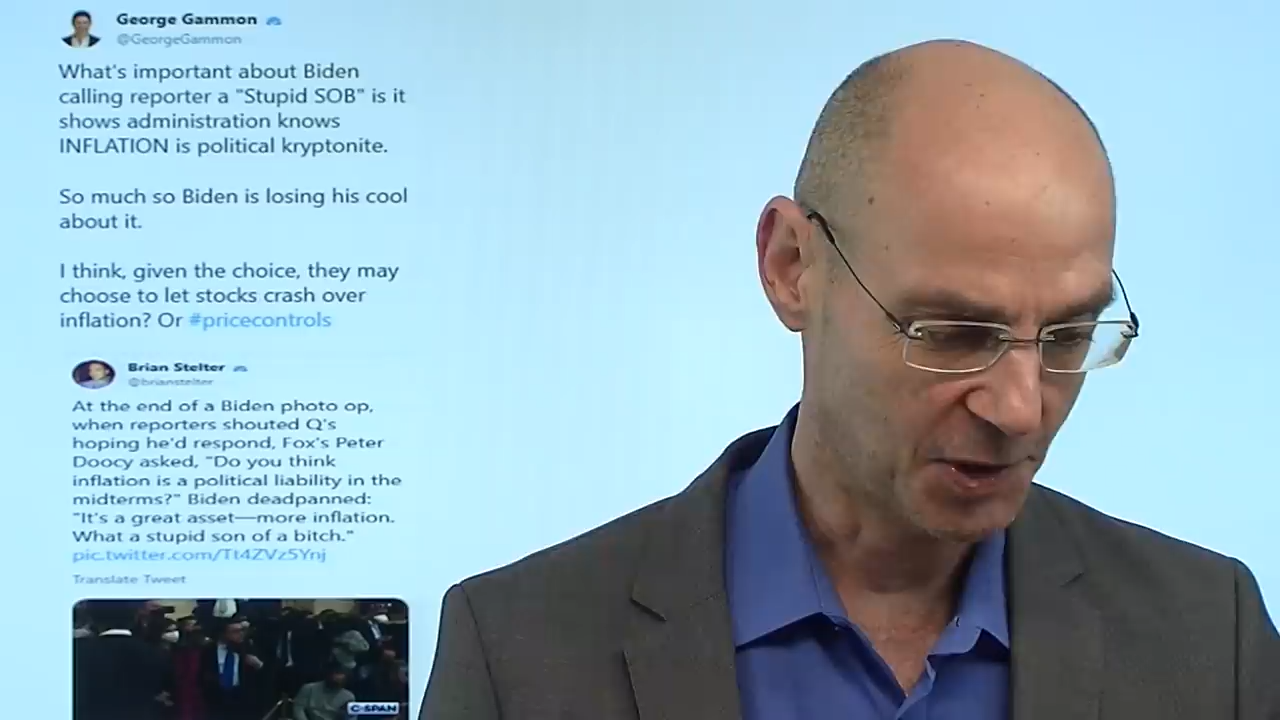 George Gammon
@GeorgeGammon
What's important about Biden
calling reporter a "Stupid SOB" is it
shows administration knows
INFLATION is political kryptonite.
So much so Biden is losing his cool
about it.
I think, given the choice, they may
choose to let stocks crash over
inflation? Or #pricecontrols
Brian Stelter
@brianstelter
At the end of a Biden photo op,
when reporters shouted Q's
hoping he'd respond, Fox's Peter
Doocy asked, "Do you think
inflation is a political liability in the
midterms?" Biden deadpanned:
"It's a great asset—more inflation.
What a stupid son of a bitch."
pic.twitter.com/Tt4ZVz5Ynj
Translate Tweet
C-SPAN